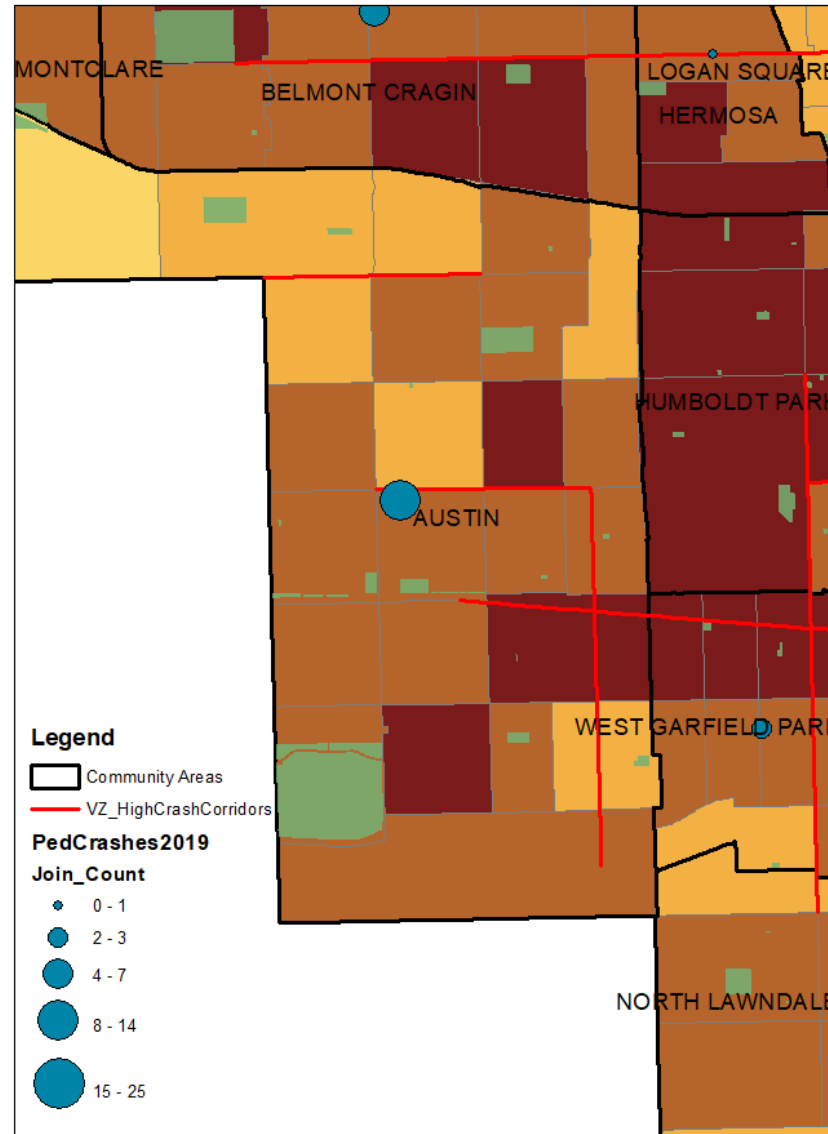 MONTCLARE
LOGAN SQUARE
BELMONT CRAGIN
HERMOSA
HUMBOLDT PARK
AUSTIN
WEST GARFIELD PARK
NORTH LAWNDALE
Legend
Community Areas
VZ_HighCrashCorridors
PedCrashes2019
Join_Count
0 - 1
2 - 3
4 - 7
8 - 14
15 - 25